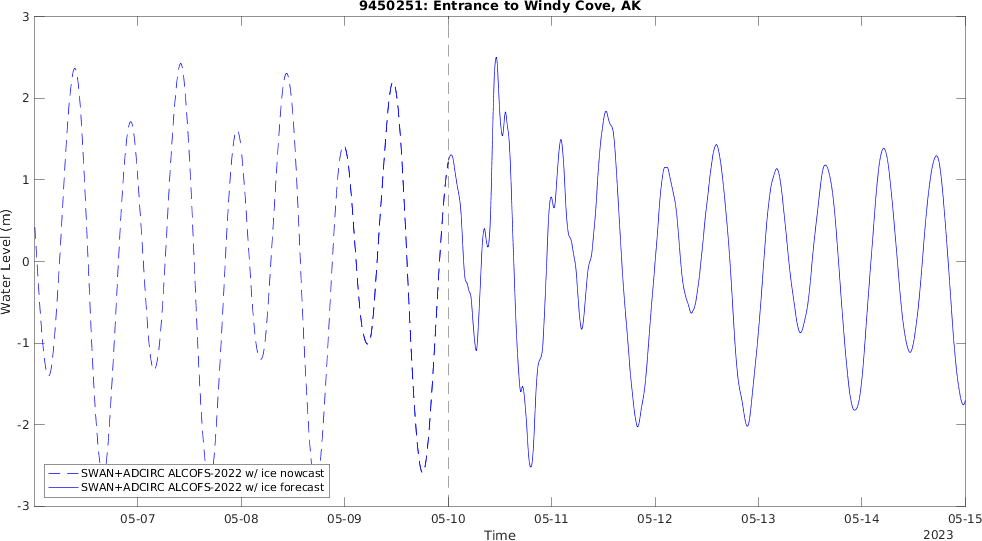 9450251: Entrance to Windy Cove, AK
3
2
1
0
-1
-2
-3
Water Level (m)
SWAN+ADCIRC ALCOFS-2022 w/ ice nowcast
SWAN+ADCIRC ALCOFS-2022 w/ ice forecast
05-07 05-08 05-09 05-10 05-11 05-12 05-13 05-14 05-15
Time
2023